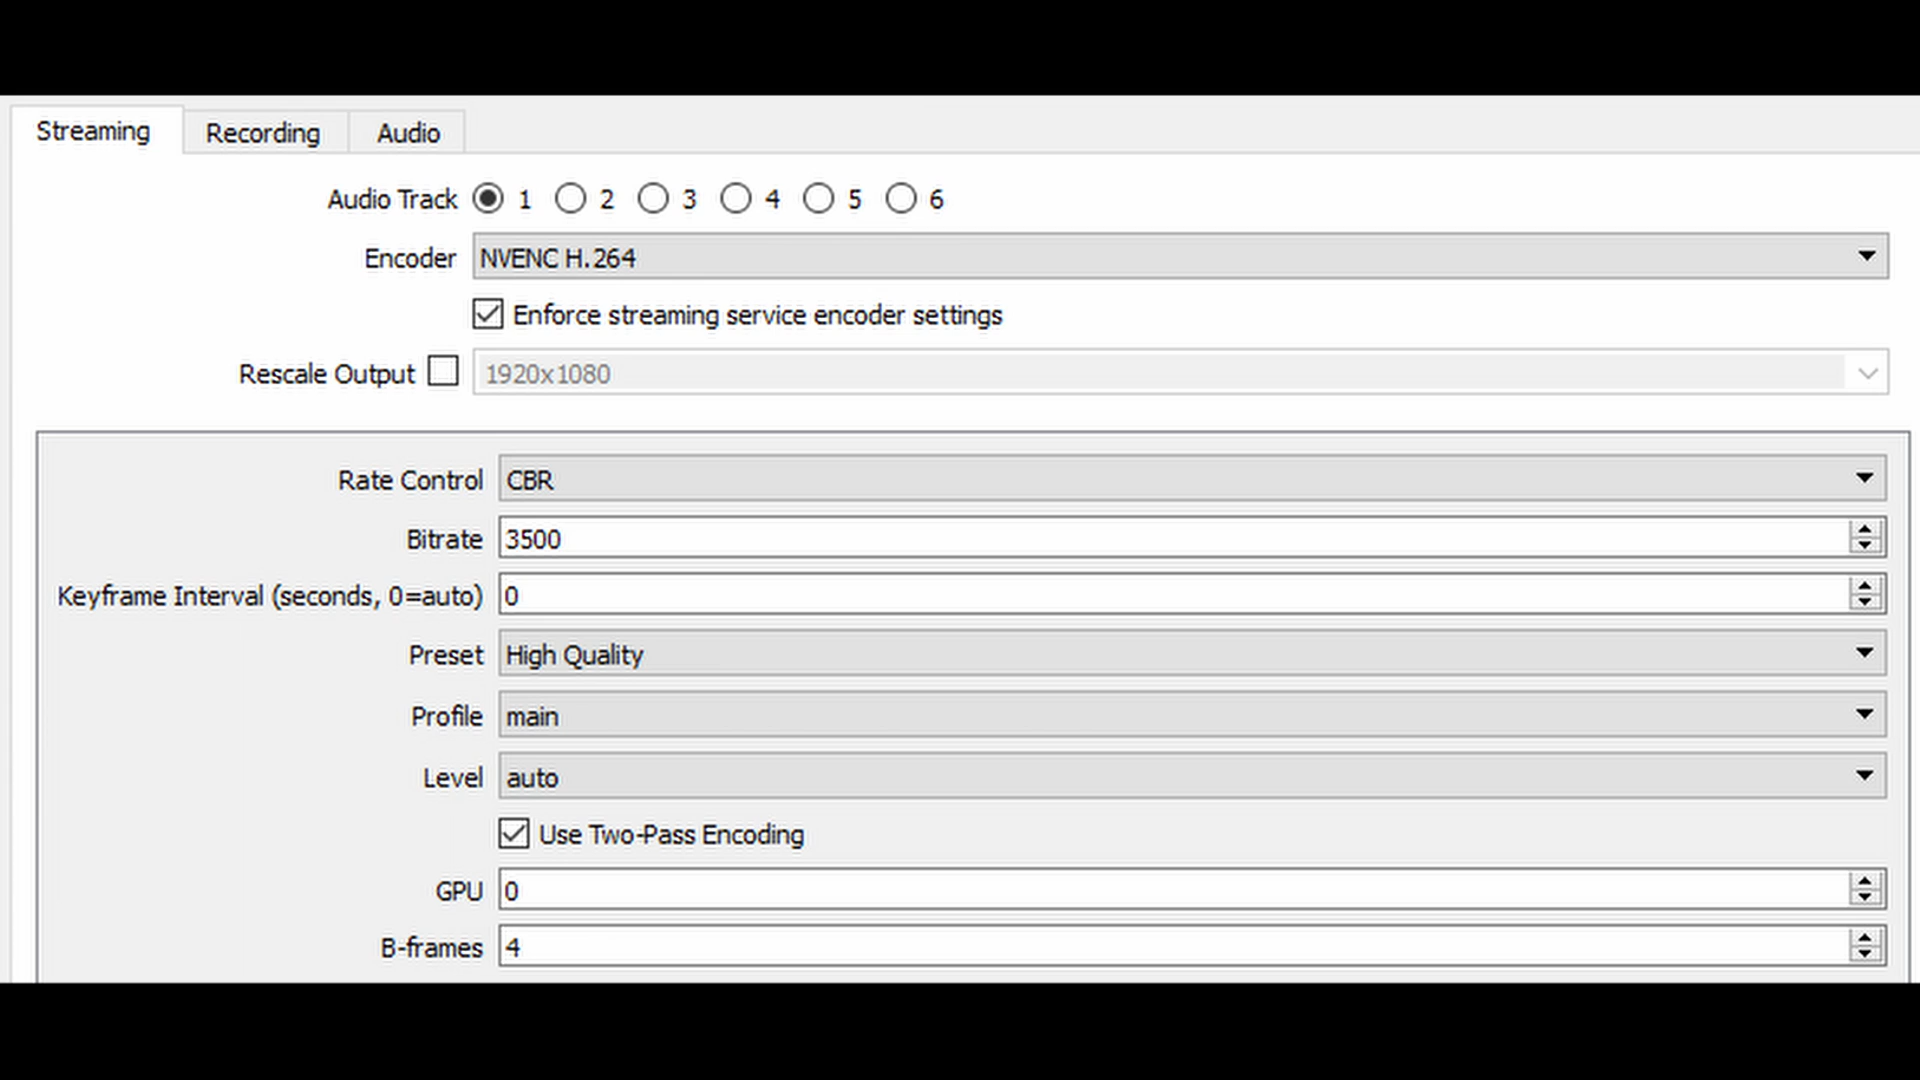 Streaming Recording Audio
Audio Track 1 2 3 4 5 6
Encoder NVENC H.264
Enforce streaming service encoder settings
Rescale Output 1920x1080
Rate Control CBR
Bitrate 3500
Keyframe Interval (seconds, 0=auto) 0
Preset High Quality
Profile main
Level auto
Use Two-Pass Encoding
GPU 0
B-frames 4